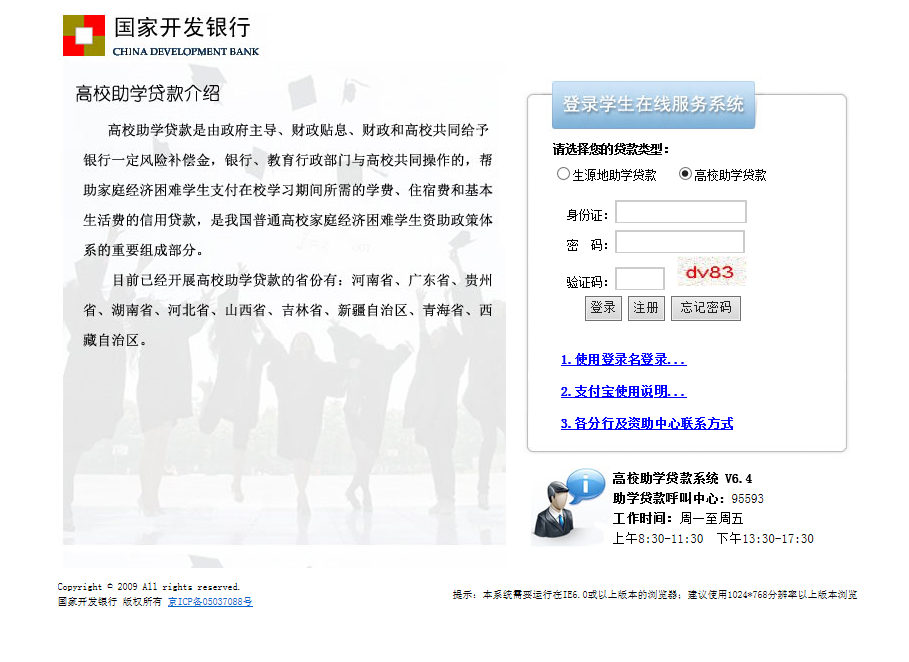 国家开发银行
CHINA DEVELOPMENT BANK
高校助学贷款介绍
高校助学贷款是由政府主导、财政贴息、财政和高校共同给予
银行一定风险补偿金，银行、教育行政部门与高校共同操作的，帮
助家庭经济困难学生支付在校学习期间所需的学费、住宿费和基本
生活费的信用贷款，是我国普通高校家庭经济困难学生资助政策体
系的重要组成部分。
目前已经开展高校助学贷款的省份有：河南省、广东省、贵州
省、湖南省、河北省、山西省、吉林省、新疆自治区、青海省、西
藏自治区。
登录学生在线服务系统
请选择您的贷款类型：
生源地助学贷款 高校助学贷款
身份证：
密 码：
验证码： dv83
登录 注册 忘记密码
1.使用登录名登录...
2.支付宝使用说明...
3.各分行及资助中心联系方式
高校助学贷款系统 V6.4
助学贷款呼叫中心：95593
工作时间：周一至周五
上午8:30-11:30 下午13:30-17:30
Copyright © 2009 All rights reserved.
国家开发银行 版权所有 京ICP备05037088号
提示：本系统需要运行在IE6.0或以上版本的浏览器；建议使用1024*768分辨率以上版本浏览